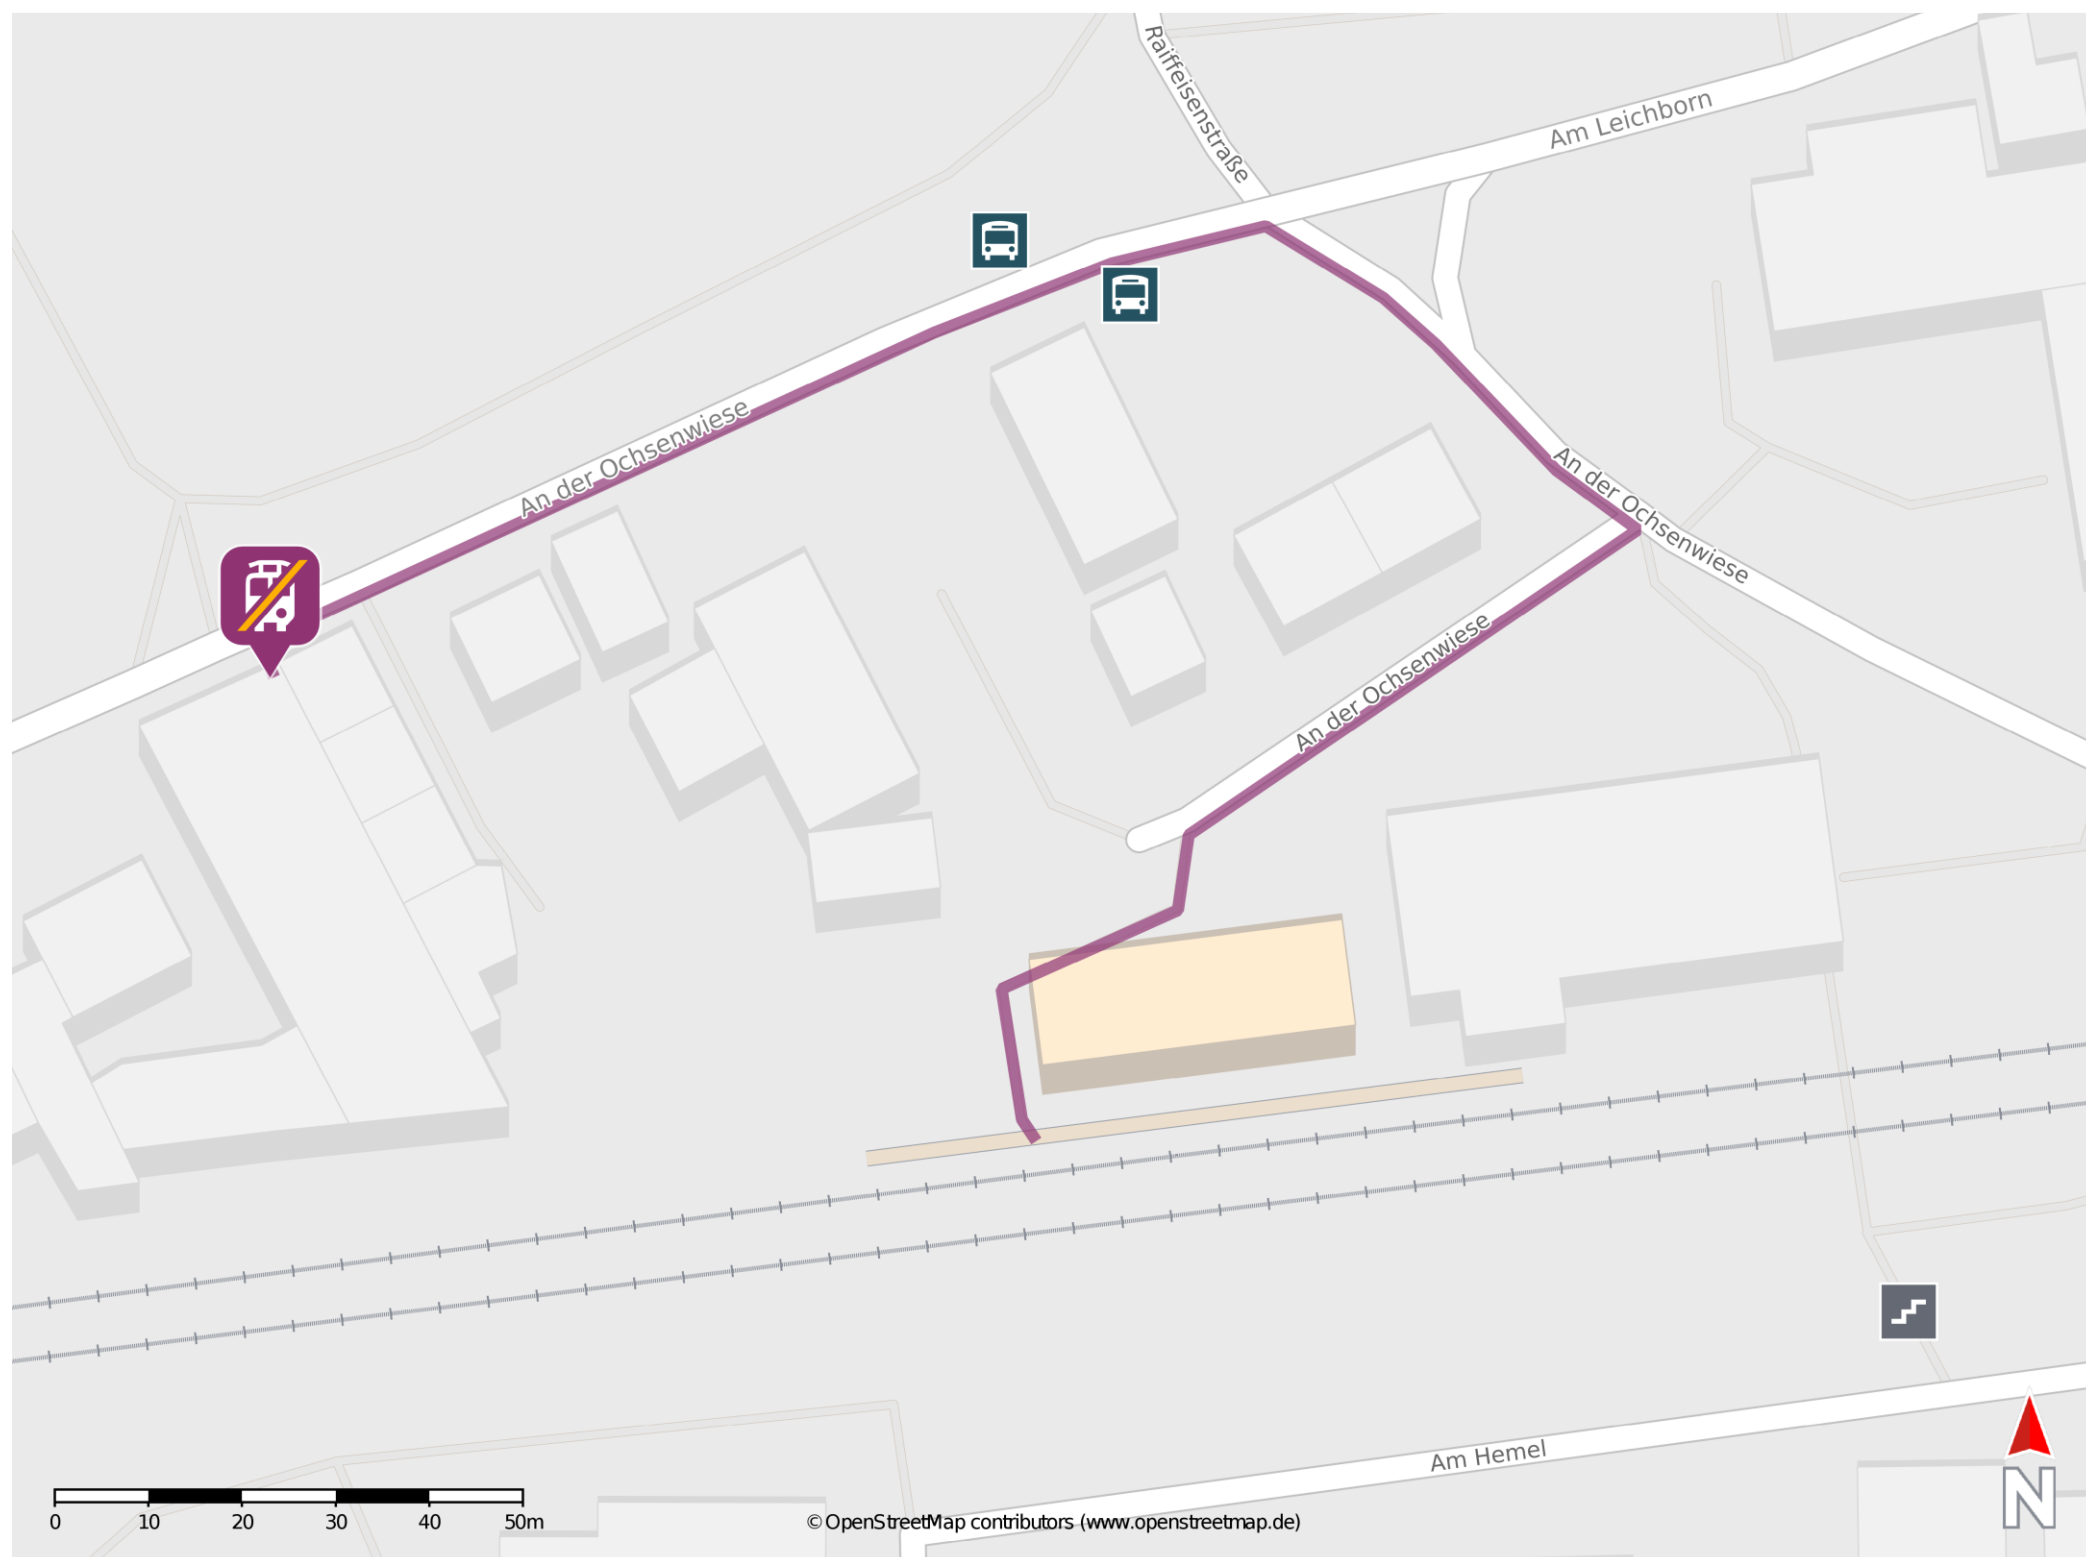 Raiffeisenstraße
Am Leichborn
An der Ochsenwiese
An der Ochsenwiese
An der Ochsenwiese
Am Hemel
N
0 10 20 30 40 50m
© OpenStreetMap contributors (www.openstreetmap.de)